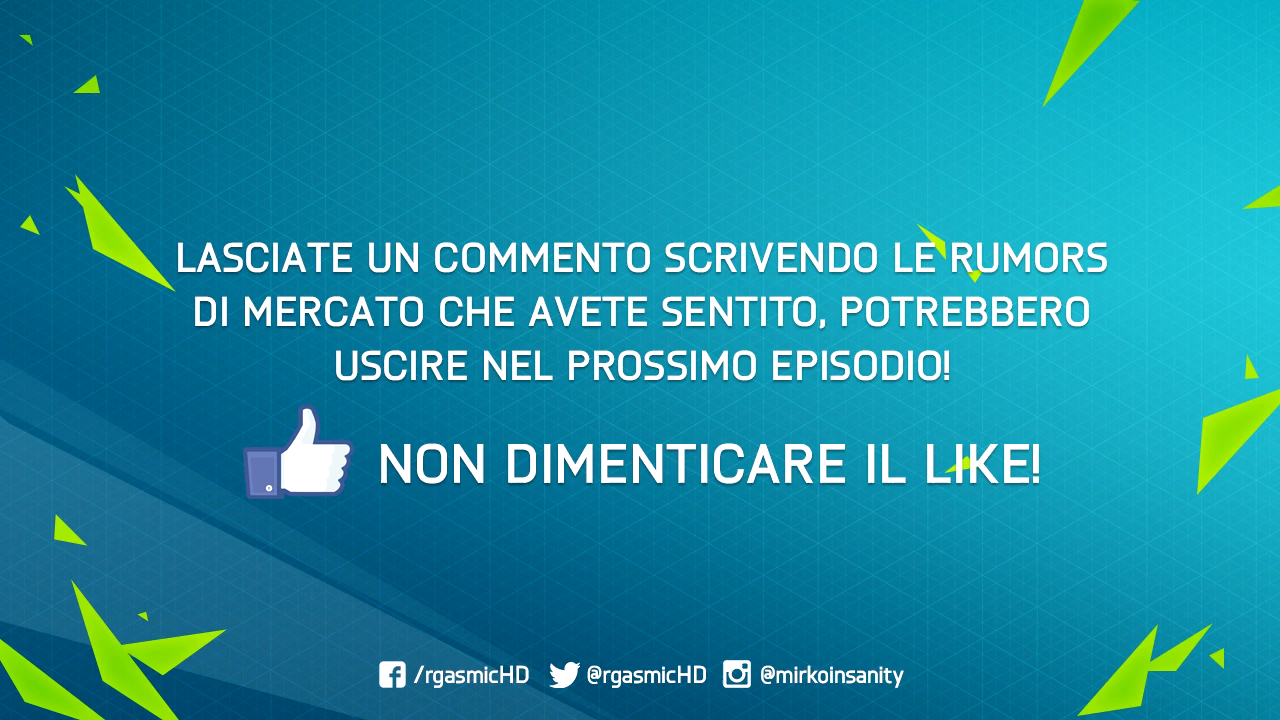 LASCIATE UN COMMENTO SCRIVENDO LE RUMORS
DI MERCATO CHE AVETE SENTITO, POTREBBERO
USCIRE NEL PROSSIMO EPISODIO!
NON DIMENTICARE IL LIKE!
/rgasmicHD @rgasmicHD @mirkoinsanity